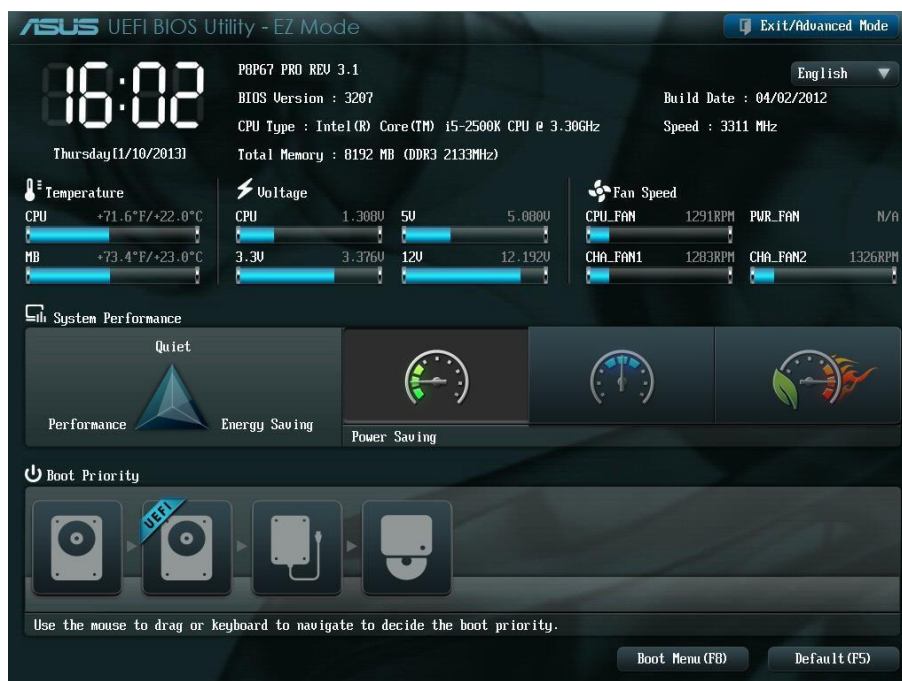 ASUS UEFI BIOS Utility - EZ Mode
Exit/Advanced Mode
16:02
Thursday[1/10/2013]
P8P67 PRO REV 3.1
English
BIOS Version : 3207
Build Date : 04/02/2012
CPU Type : Intel(R) Core(TM) i5-2500K CPU @ 3.30GHz
Speed : 3311 MHz
Total Memory : 8192 MB (DDR3 2133MHz)
Temperature
CPU +71.6°F/+22.0°C
MB +73.4°F/+23.0°C
Voltage
CPU 1.308V 5V 5.080V
3.3V 3.376V 12V 12.192V
Fan Speed
CPU_FAN 1291RPM PWR_FAN N/A
CHA_FAN1 1283RPM CHA_FAN2 1326RPM
System Performance
Quiet
Performance
Energy Saving
Power Saving
Boot Priority
UEFI
Use the mouse to drag or keyboard to navigate to decide the boot priority.
Boot Menu(F8)
Default(F5)